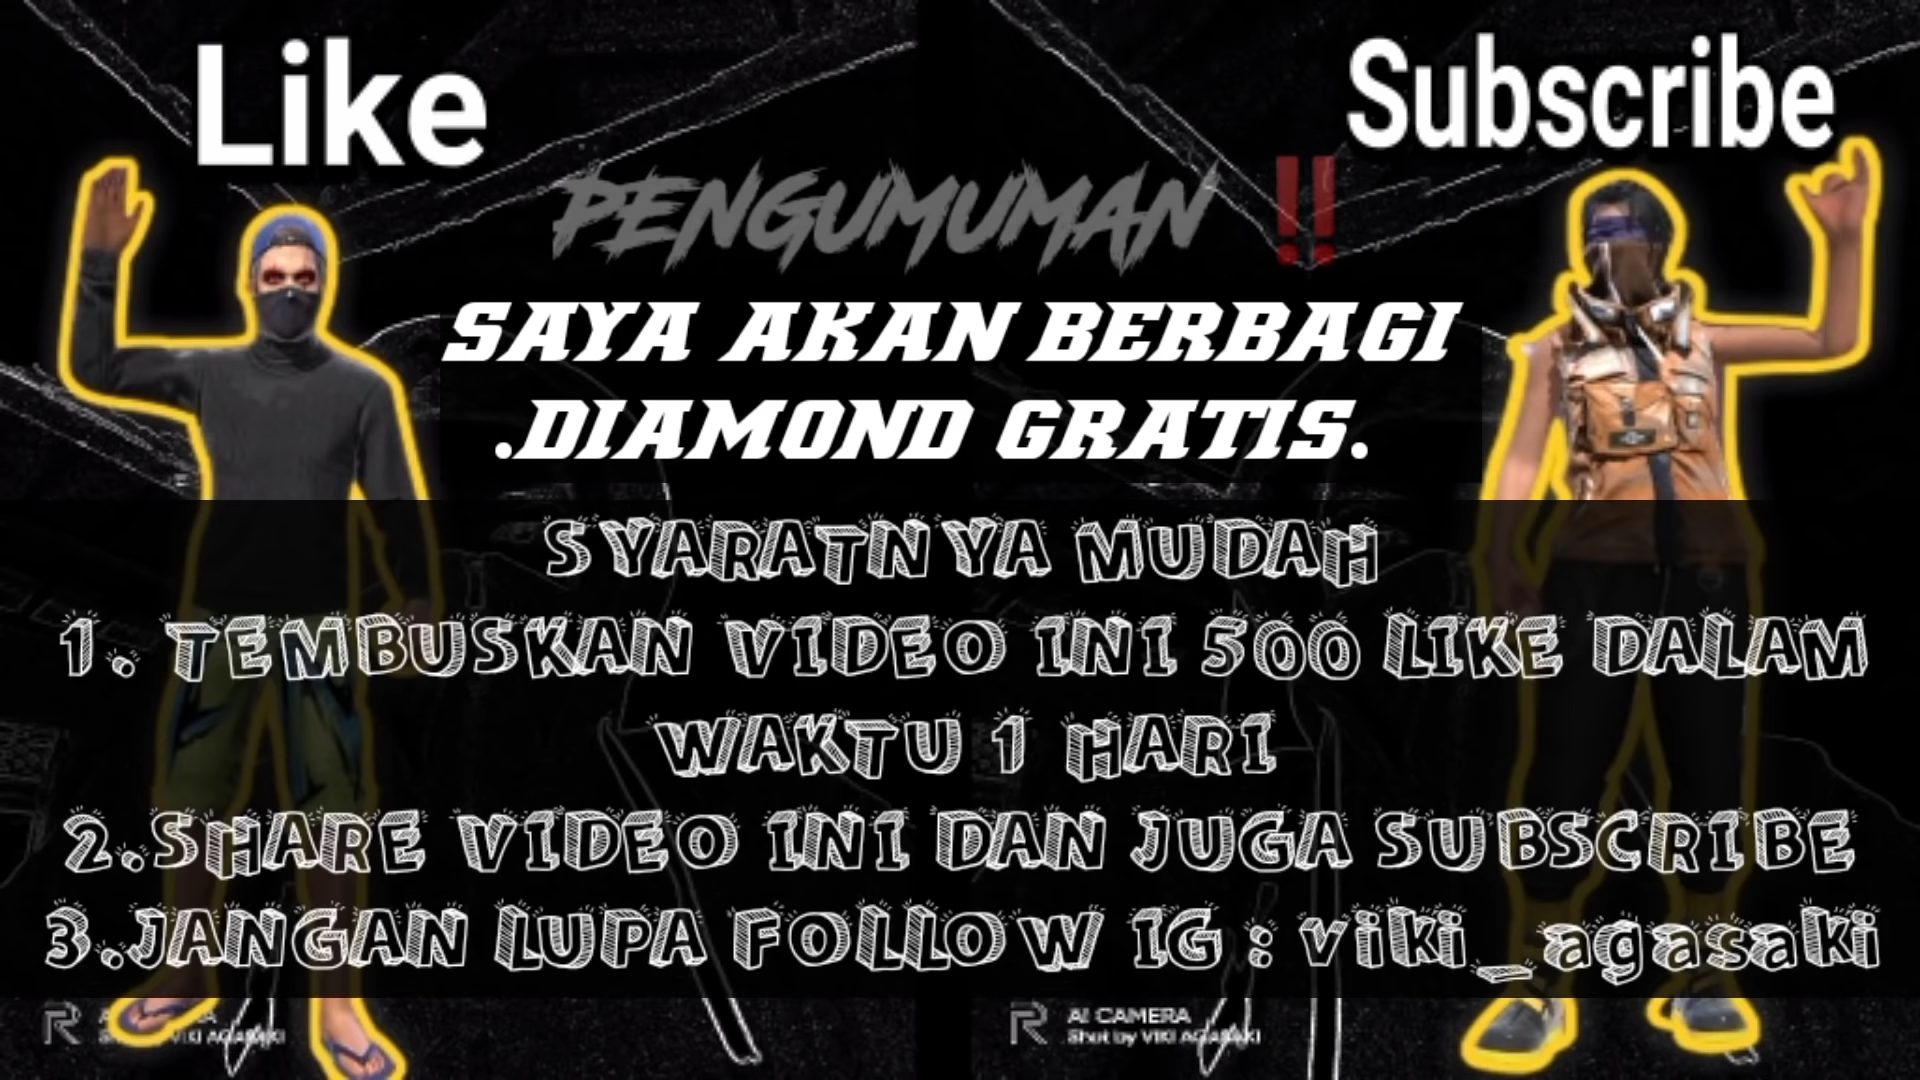 Like
Subscribe
PENGUMUMAN ‼
SAYA AKAN BERBAGI
.DIAMOND GRATIS.
SYARATNYA MUDAH
1. TEMBUSKAN VIDEO INI 500 LIKE DALAM
WAKTU 1 HARI
2.SHARE VIDEO INI DAN JUGA SUBSCRIBE
3.JANGAN LUPA FOLLOW IG : viki_agasaki
AI CAMERA
Shot by VIKI AGASAKI